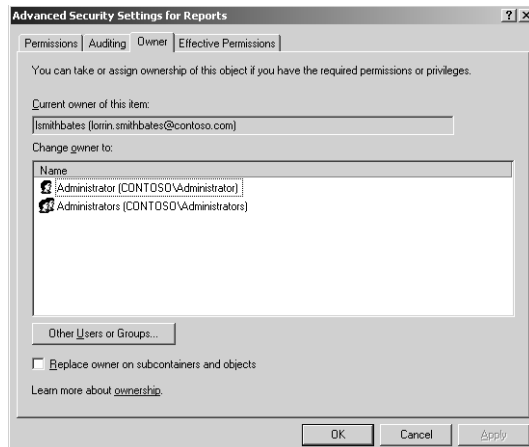 Advanced Security Settings for Reports
Permissions Auditing Owner Effective Permissions
You can take or assign ownership of this object if you have the required permissions or privileges.
Current owner of this item:
lsmithbates (lorrin.smithbates@contoso.com)
Change owner to:
Name
Administrator (CONTOSO\Administrator)
Administrators (CONTOSO\Administrators)
Other Users or Groups...
Replace owner on subcontainers and objects
Learn more about ownership.
OK Cancel Apply